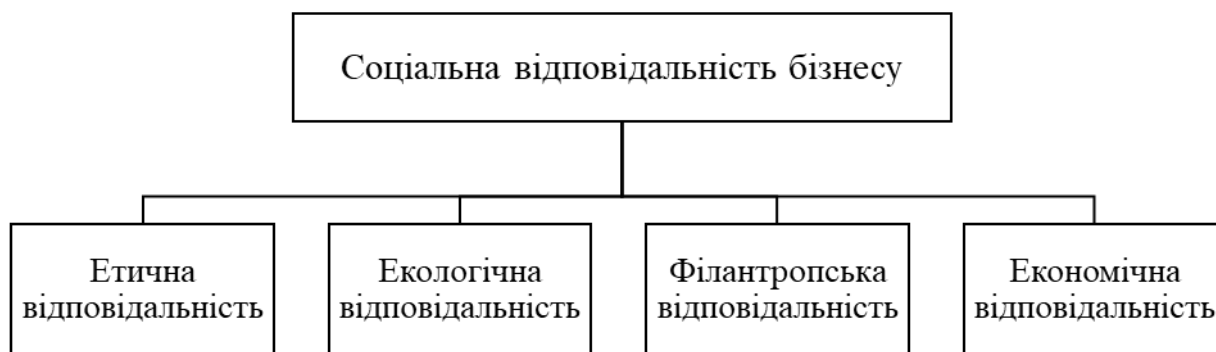 Соціальна відповідальність бізнесу
Етична
відповідальність
Екологічна
відповідальність
Філантропська
відповідальність
Економічна
відповідальність